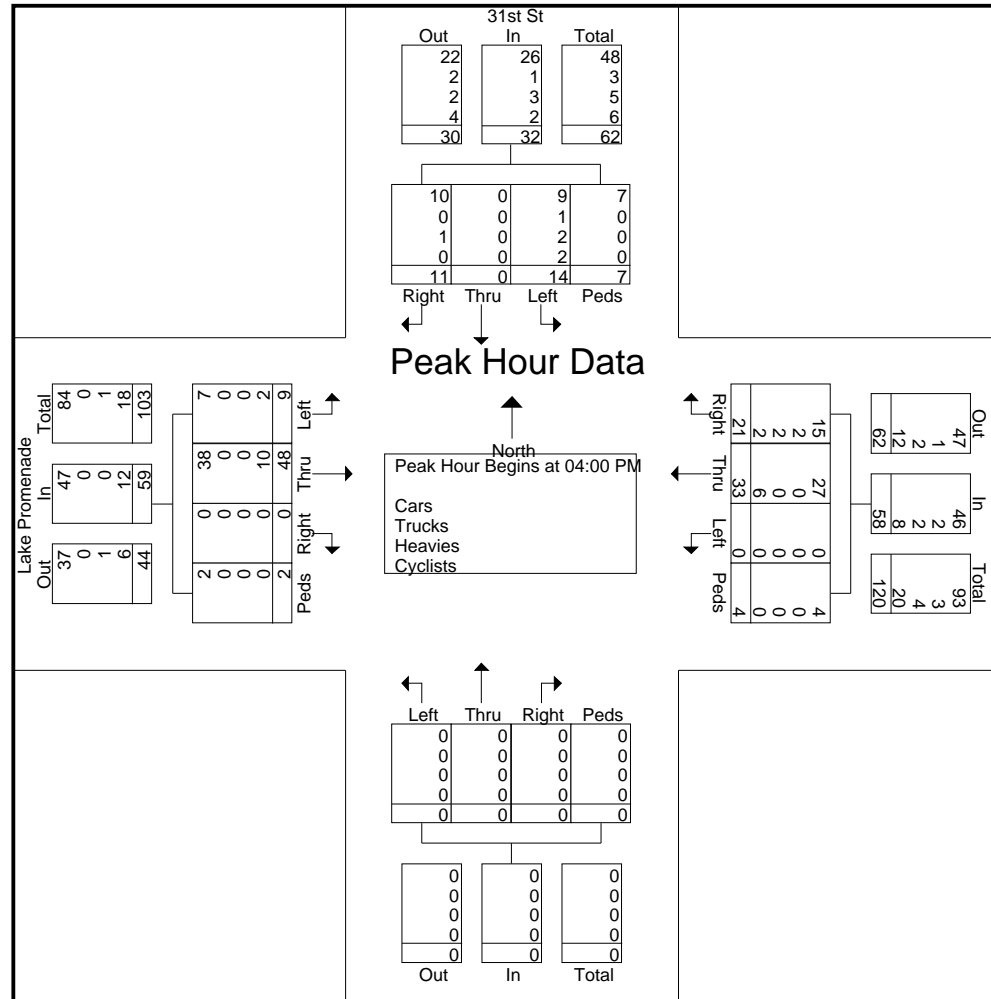 31st St
Out In Total
22 26 48
2 1 3
2 3 5
4 2 6
30 32 62
10 0 9 7
0 0 1 0
1 0 2 0
0 0 2 0
11 0 14 7
Right Thru Left Peds
Peak Hour Data
North
Peak Hour Begins at 04:00 PM
Cars
Trucks
Heavies
Cyclists
Lake Promenade
Out In Total
37 47 84
0 0 0
1 0 1
6 12 18
44 59 103
Peds Right Thru Left
2 0 38 7
0 0 0 0
0 0 0 0
0 0 10 2
2 0 48 9
Right Thru Left Peds
15 27 0 4
2 0 0 0
2 0 0 0
2 6 0 0
21 33 0 4
Out In Total
47 46 93
1 2 3
2 2 4
12 8 20
62 58 120
Left Thru Right Peds
0 0 0 0
0 0 0 0
0 0 0 0
0 0 0 0
0 0 0 0
0 0 0
0 0 0
0 0 0
0 0 0
0 0 0
Out In Total